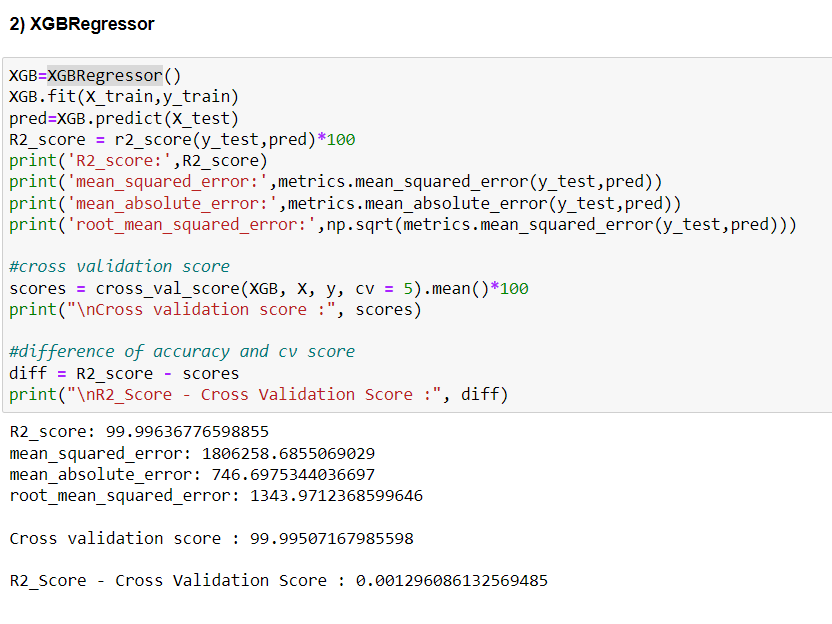 2) XGBRegressor
XGB=XGBRegressor()
XGB.fit(X_train,y_train)
pred=XGB.predict(X_test)
R2_score = r2_score(y_test,pred)*100
print('R2_score:',R2_score)
print('mean_squared_error:',metrics.mean_squared_error(y_test,pred))
print('mean_absolute_error:',metrics.mean_absolute_error(y_test,pred))
print('root_mean_squared_error:',np.sqrt(metrics.mean_squared_error(y_test,pred)))
#cross validation score
scores = cross_val_score(XGB, X, y, cv = 5).mean()*100
print("\nCross validation score :", scores)
#difference of accuracy and cv score
diff = R2_score - scores
print("\nR2_Score - Cross Validation Score :", diff)
R2_score: 99.99636776598855
mean_squared_error: 1806258.6855069029
mean_absolute_error: 746.6975344036697
root_mean_squared_error: 1343.9712368599646
Cross validation score : 99.99507167985598
R2_Score - Cross Validation Score : 0.001296086132569485